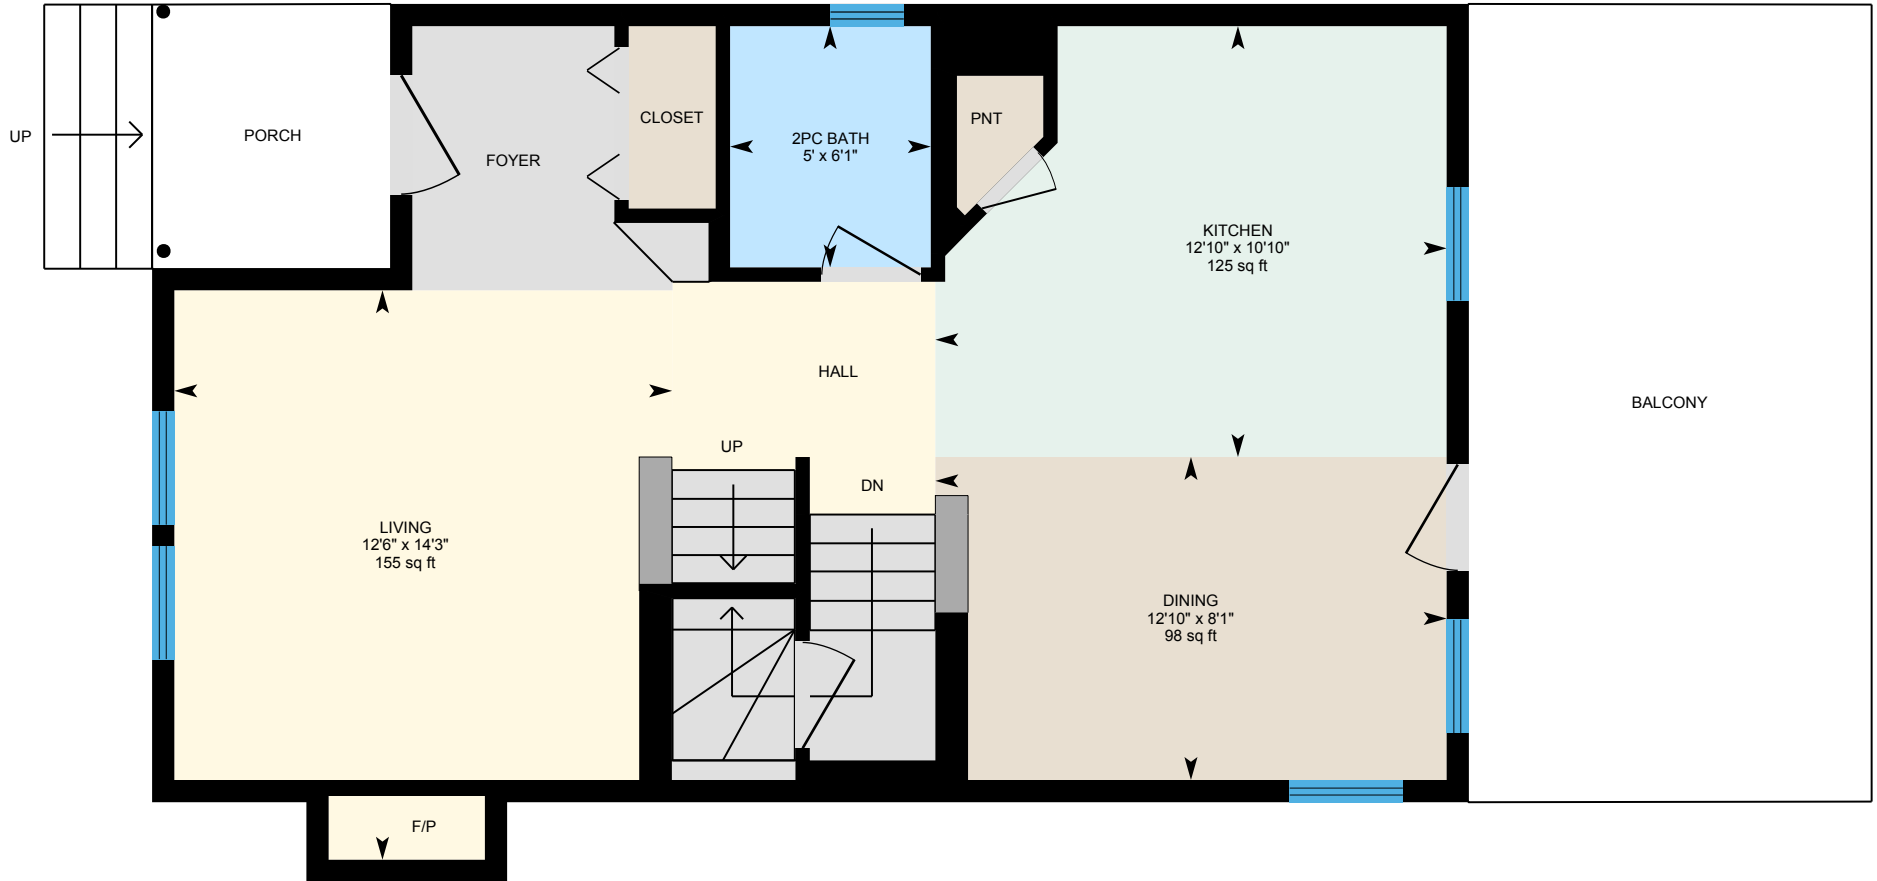 UP
PORCH
FOYER
CLOSET
2PC BATH
5' x 6'1"
PNT
KITCHEN
12'10" x 10'10"
125 sq ft
HALL
BALCONY
UP
DN
LIVING
12'6" x 14'3"
155 sq ft
DINING
12'10" x 8'1"
98 sq ft
F/P